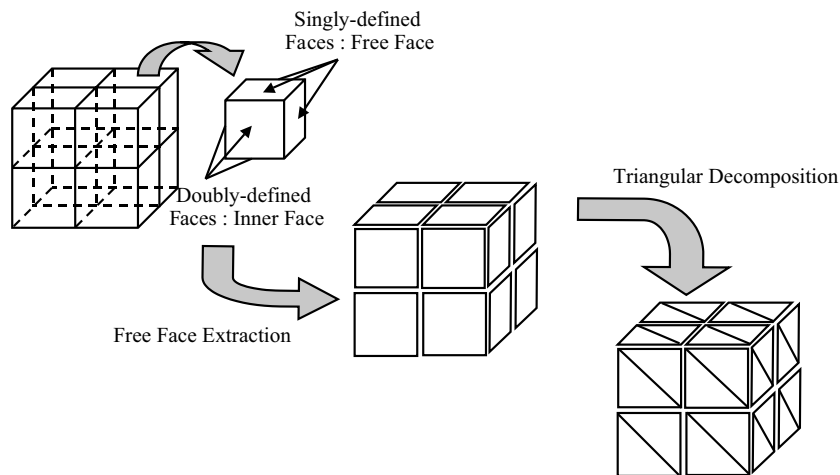 Singly-defined
Faces : Free Face
Doubly-defined
Faces : Inner Face
Triangular Decomposition
Free Face Extraction